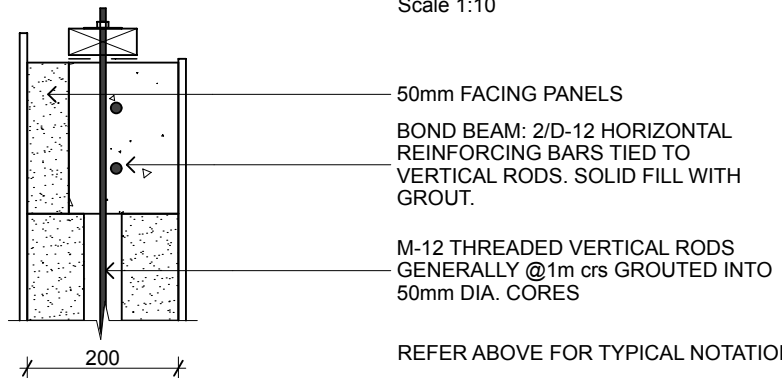 Scale 1:10
50mm FACING PANELS
BOND BEAM: 2/D-12 HORIZONTAL
REINFORCING BARS TIED TO
VERTICAL RODS. SOLID FILL WITH
GROUT.
M-12 THREADED VERTICAL RODS
GENERALLY @1m crs GROUTED INTO
50mm DIA. CORES
200
REFER ABOVE FOR TYPICAL